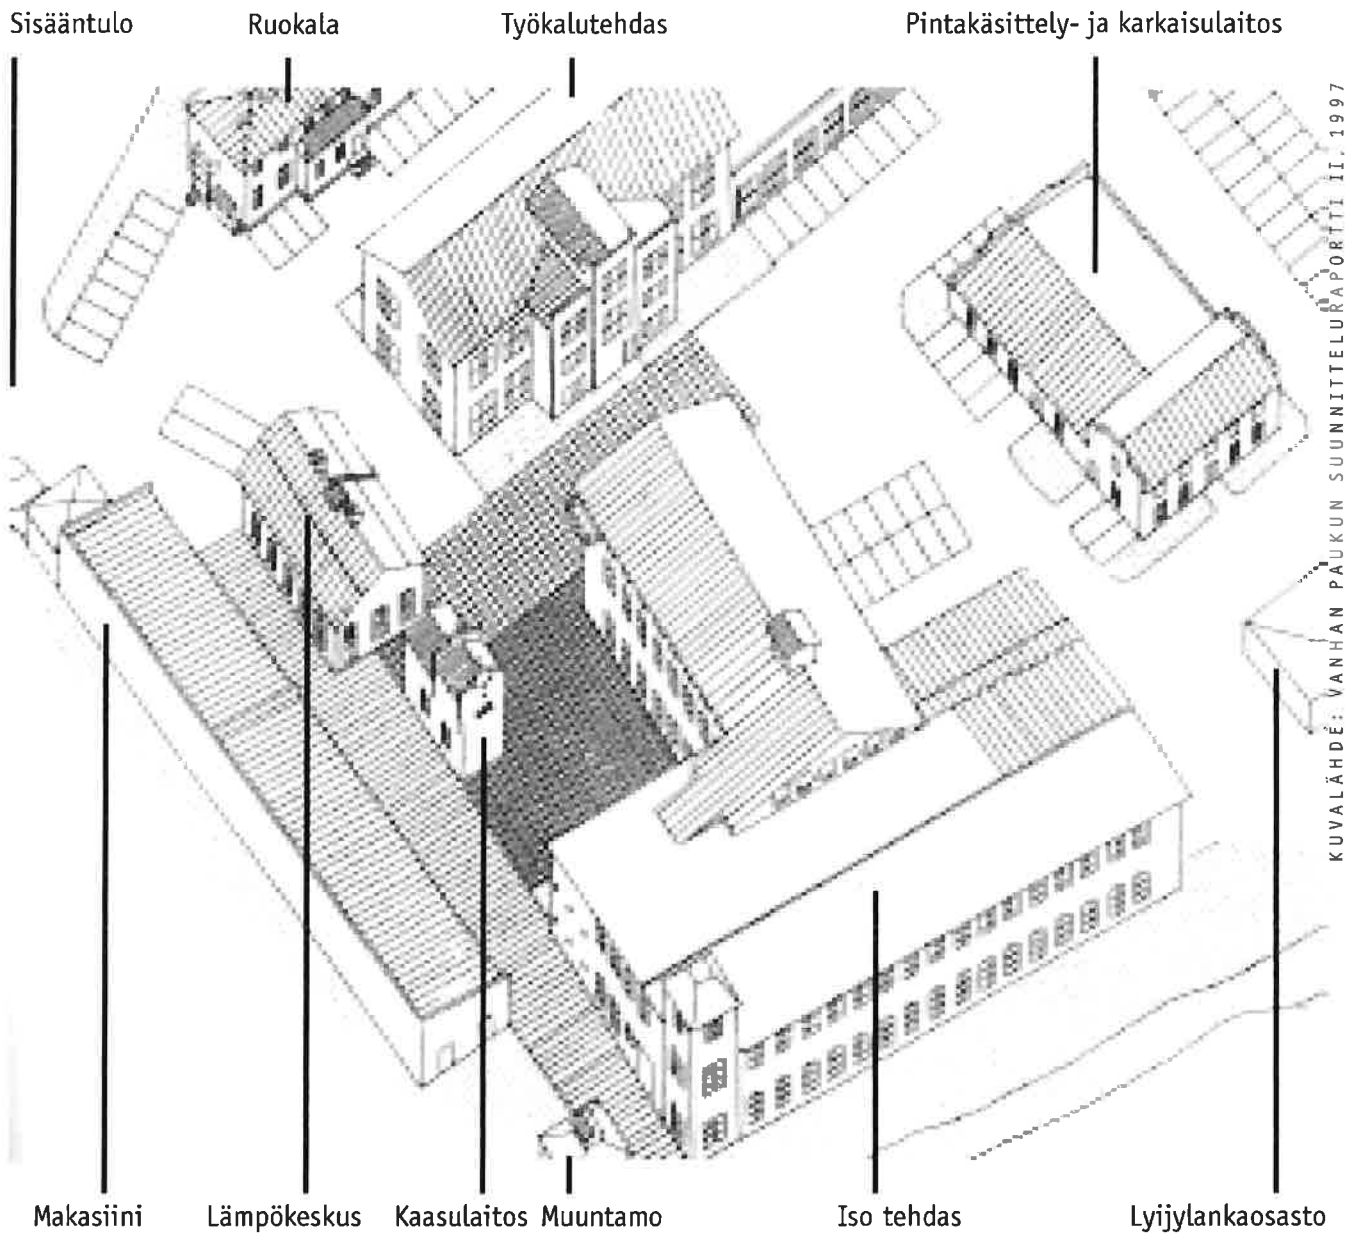 Sisääntulo
Ruokala
Työkalutehdas
Pintakäsittely- ja karkaisulaitos
KUVALÄHDE: VANHAN PAUKUN SUUNNITTELURAPORTTI II, 1997
Makasiini
Lämpökeskus
Kaasulaitos
Muuntamo
Iso tehdas
Lyijylankaosasto